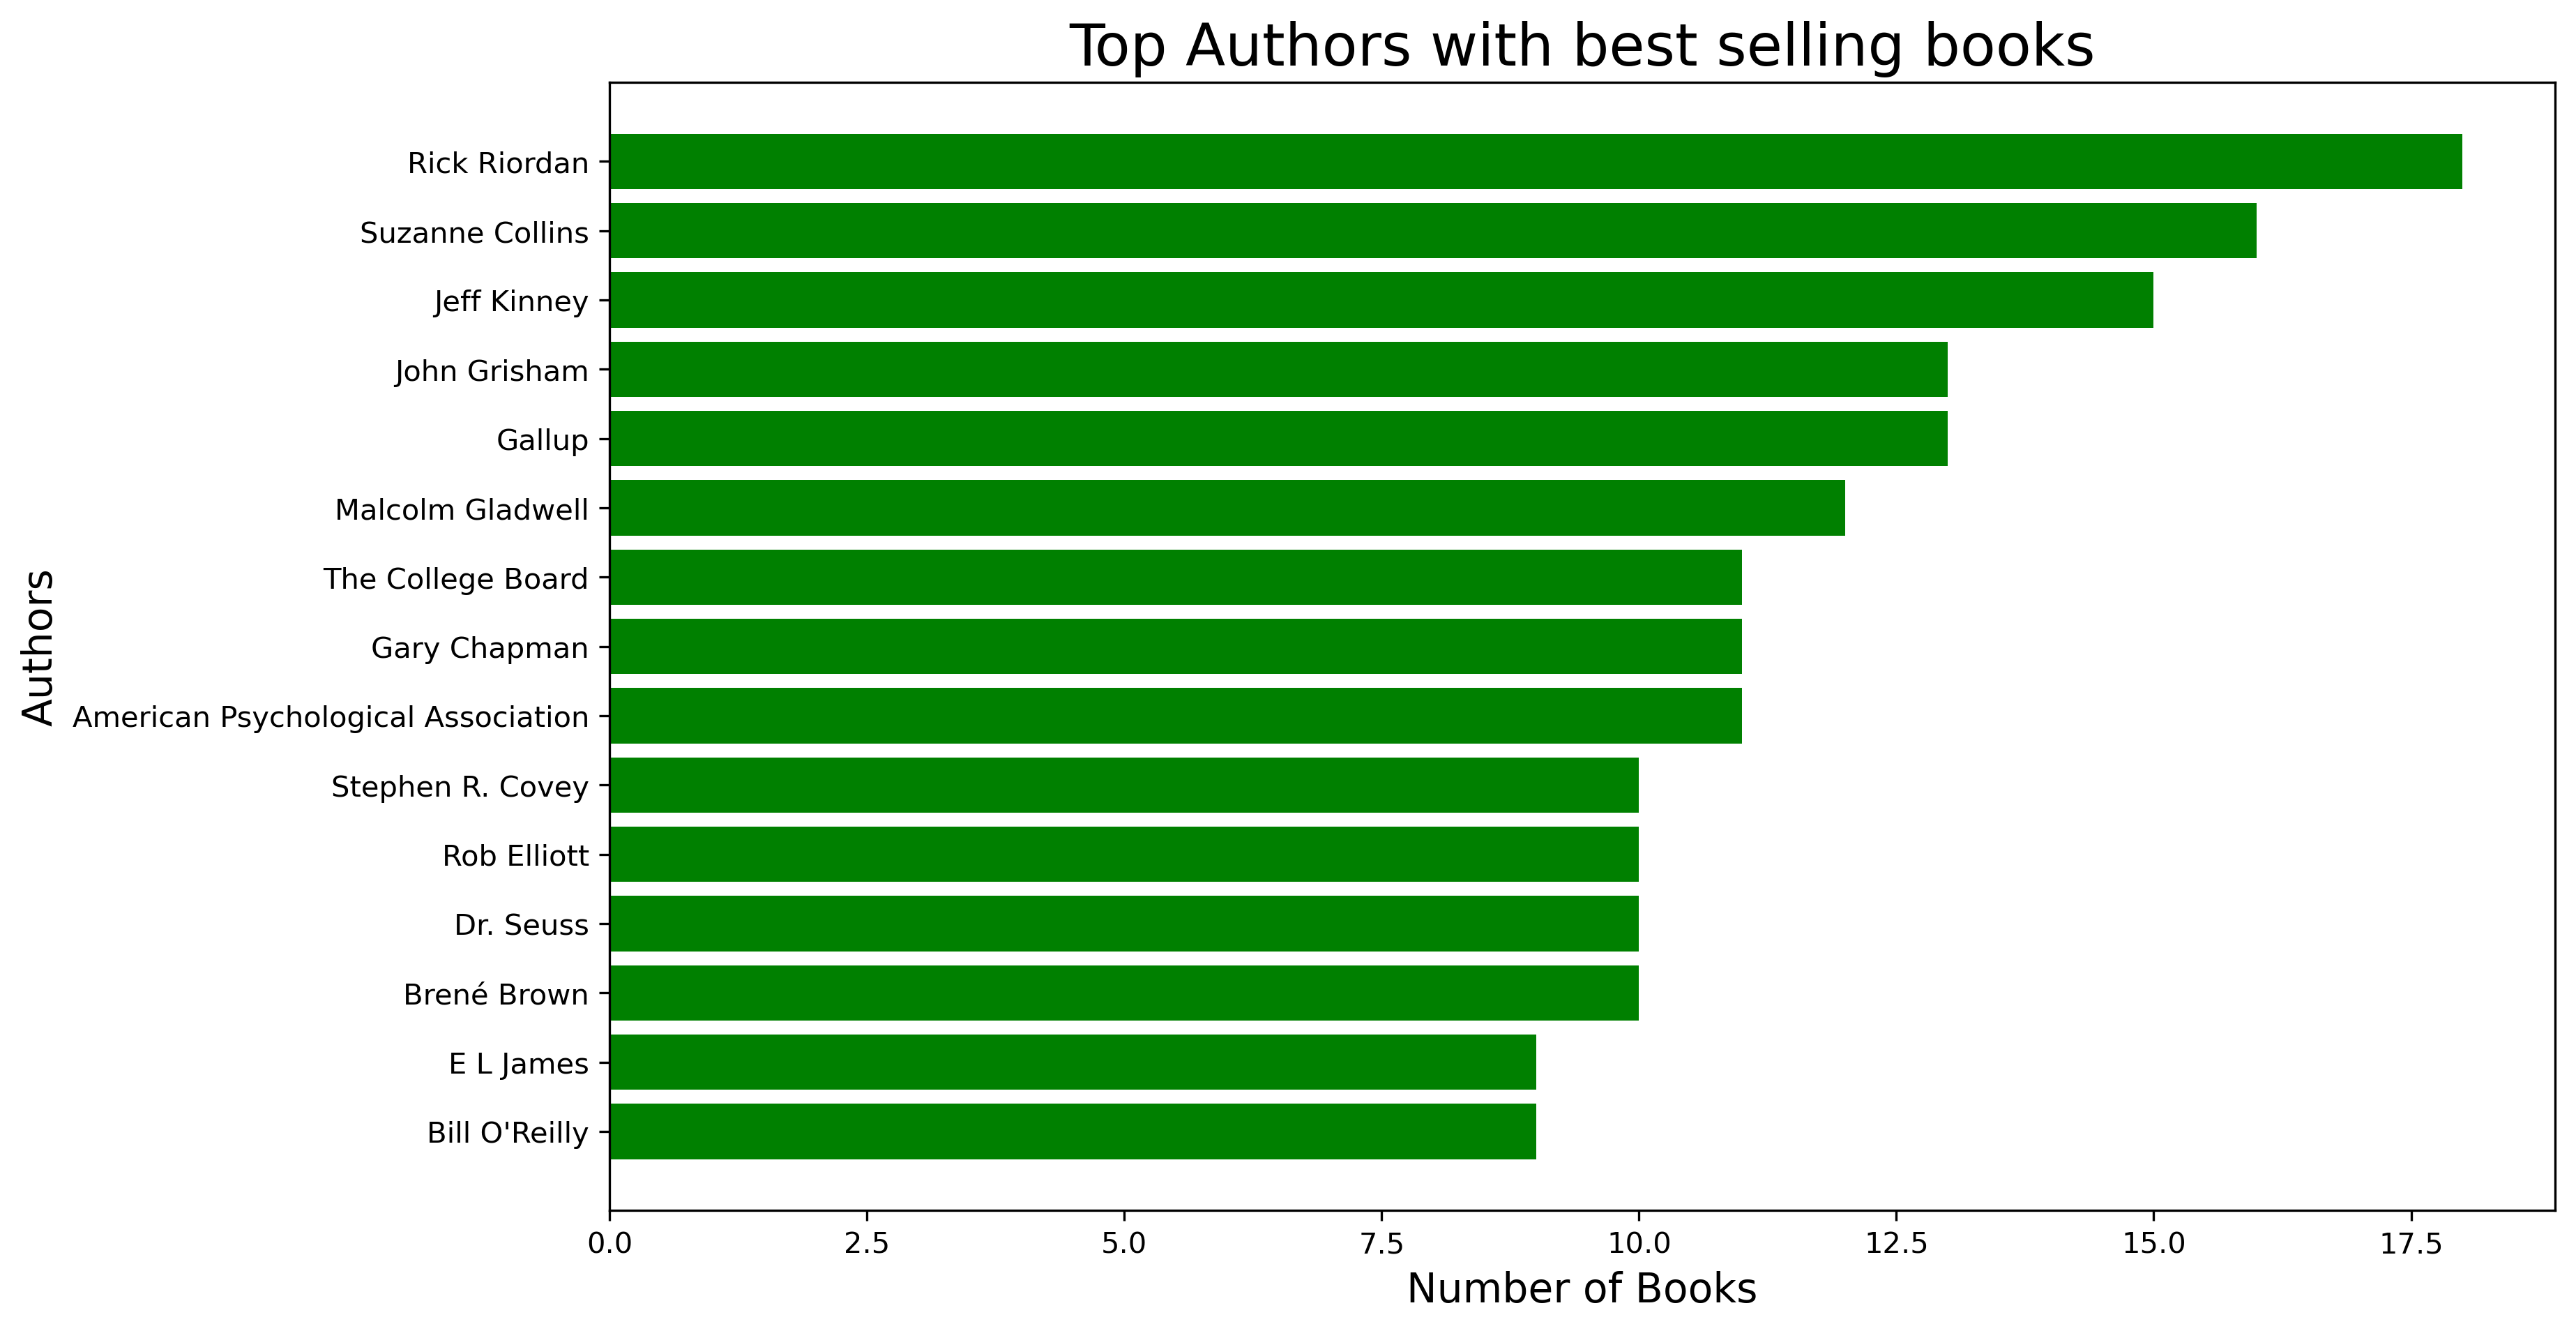 Top Authors with best selling books
Authors
Rick Riordan
Suzanne Collins
Jeff Kinney
John Grisham
Gallup
Malcolm Gladwell
The College Board
Gary Chapman
American Psychological Association
Stephen R. Covey
Rob Elliott
Dr. Seuss
Brené Brown
E L James
Bill O'Reilly
0.0 2.5 5.0 7.5 10.0 12.5 15.0 17.5
Number of Books